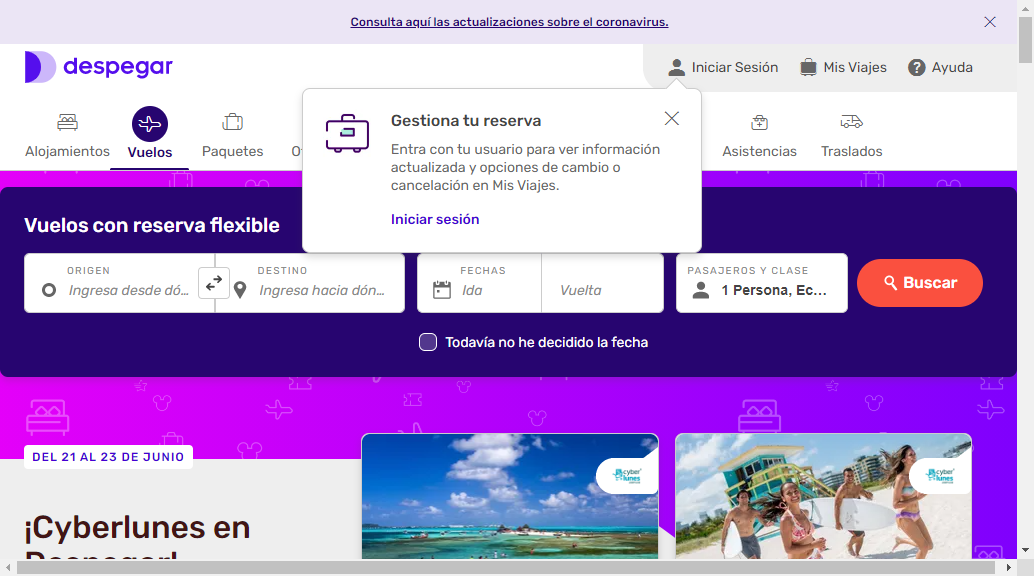 Consulta aquí las actualizaciones sobre el coronavirus.
despegar
Iniciar Sesión
Mis Viajes
Ayuda
Alojamientos
Vuelos
Paquetes
Asistencias
Traslados
Gestiona tu reserva
Entra con tu usuario para ver información
actualizada y opciones de cambio o
cancelación en Mis Viajes.
Iniciar sesión
Vuelos con reserva flexible
ORIGEN
Ingresa desde dó...
DESTINO
Ingresa hacia dón...
FECHAS
Ida
Vuelta
PASAJEROS Y CLASE
1 Persona, Ec...
Buscar
Todavía no he decidido la fecha
DEL 21 AL 23 DE JUNIO
cyber
lunes
cyber
lunes
¡Cyberlunes en
Despegar!